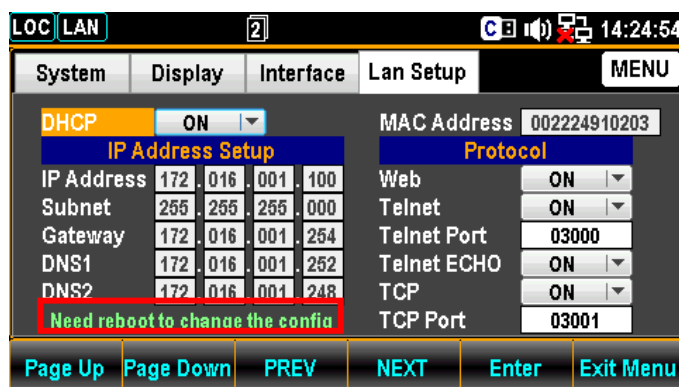 LOC LAN 2 C 14:24:54
System Display Interface Lan Setup MENU
DHCP ON
IP Address Setup
IP Address 172.016.001.100
Subnet 255.255.255.000
Gateway 172.016.001.254
DNS1 172.016.001.252
DNS2 172.016.001.248
Need reboot to change the config
MAC Address 002224910203
Protocol
Web ON
Telnet ON
Telnet Port 03000
Telnet ECHO ON
TCP ON
TCP Port 03001
Page Up Page Down PREV NEXT Enter Exit Menu